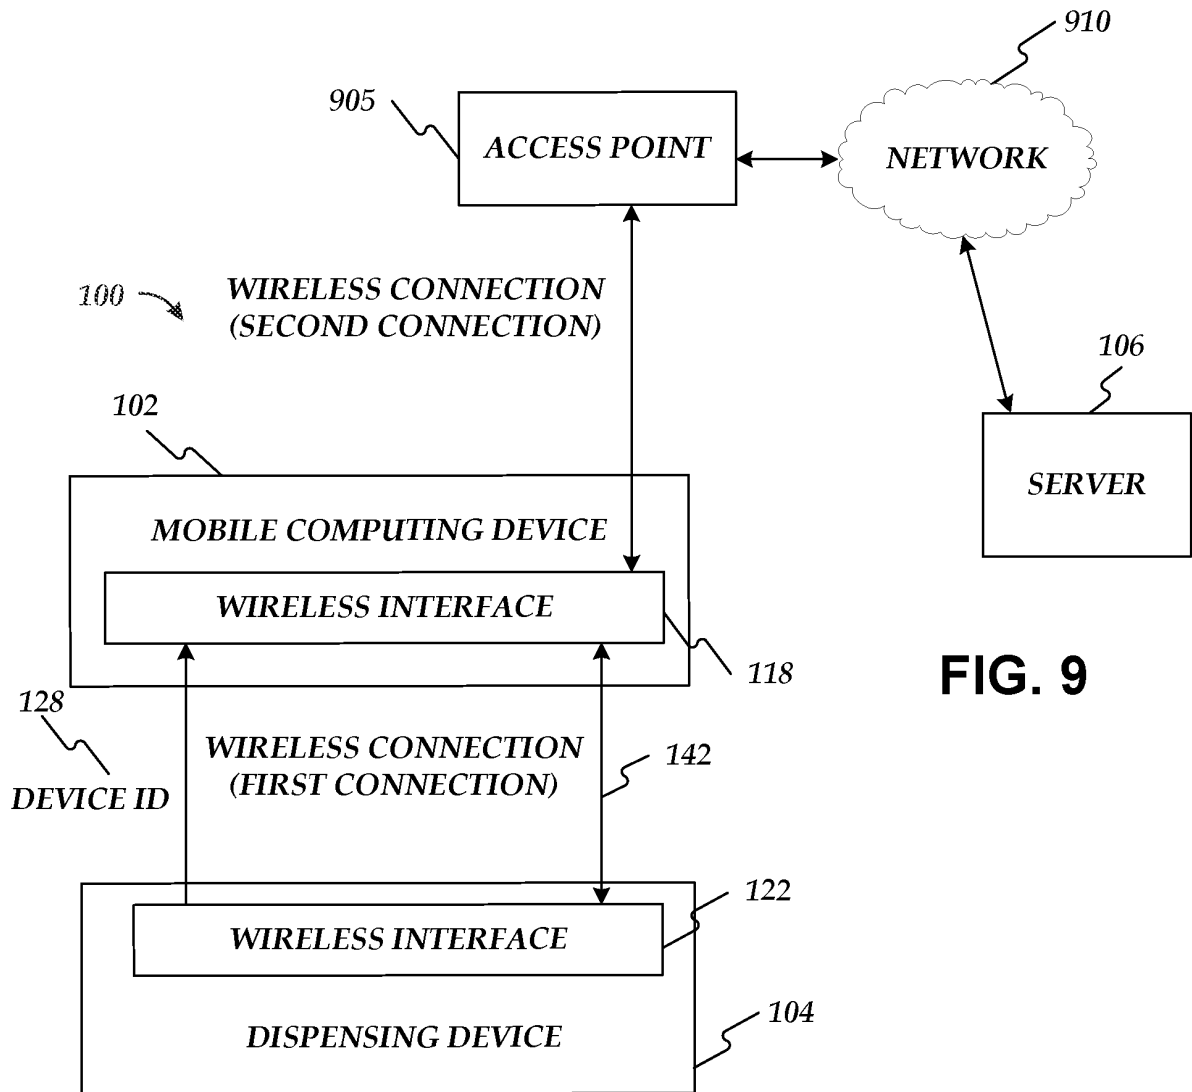 910
905
ACCESS POINT
NETWORK
100
WIRELESS CONNECTION
(SECOND CONNECTION)
106
102
SERVER
MOBILE COMPUTING DEVICE
WIRELESS INTERFACE
118
FIG. 9
128
WIRELESS CONNECTION
(FIRST CONNECTION)
142
DEVICE ID
122
WIRELESS INTERFACE
104
DISPENSING DEVICE